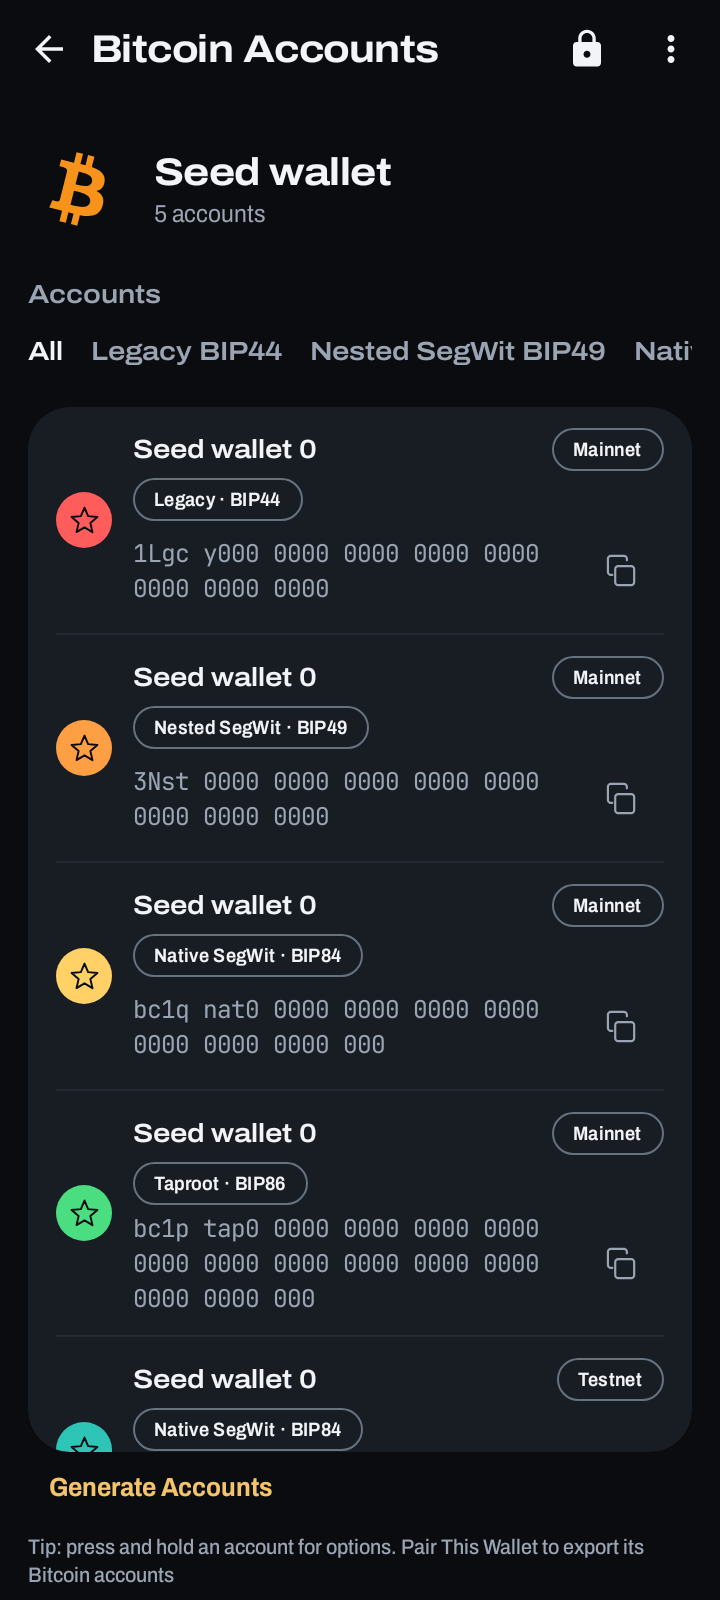 Bitcoin Accounts
Seed wallet
5 accounts
Accounts
All Legacy BIP44 Nested SegWit BIP49 Nati
Seed wallet 0 Mainnet
Legacy · BIP44
1Lgc y000 0000 0000 0000 0000
0000 0000 0000
Seed wallet 0 Mainnet
Nested SegWit · BIP49
3Nst 0000 0000 0000 0000 0000
0000 0000 0000
Seed wallet 0 Mainnet
Native SegWit · BIP84
bc1q nat0 0000 0000 0000 0000
0000 0000 0000 000
Seed wallet 0 Mainnet
Taproot · BIP86
bc1p tap0 0000 0000 0000 0000
0000 0000 0000 0000 0000 0000
0000 0000 000
Seed wallet 0 Testnet
Native SegWit · BIP84
Generate Accounts
Tip: press and hold an account for options. Pair This Wallet to export its
Bitcoin accounts